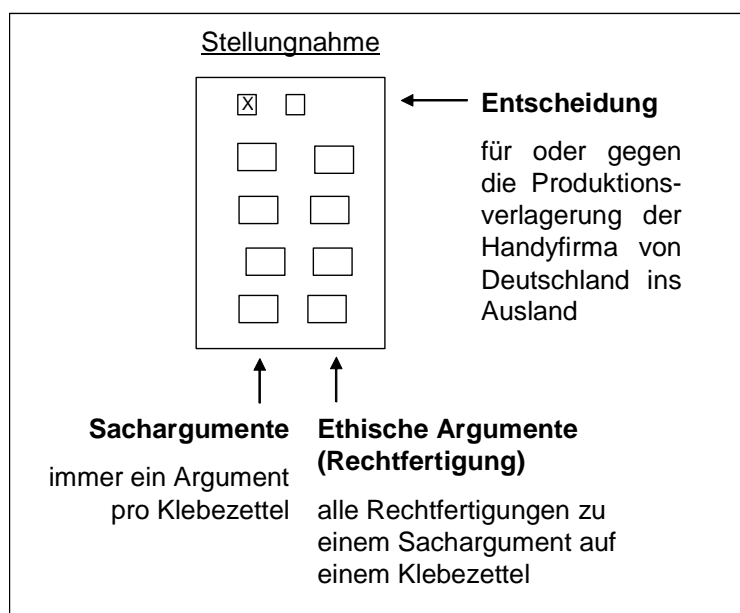 Stellungnahme
X
Entscheidung
für oder gegen
die Produktions-
verlagerung der
Handyfirma von
Deutschland ins
Ausland
Sachargumente
immer ein Argument
pro Klebezettel
Ethische Argumente
(Rechtfertigung)
alle Rechtfertigungen zu
einem Sachargument auf
einem Klebezettel